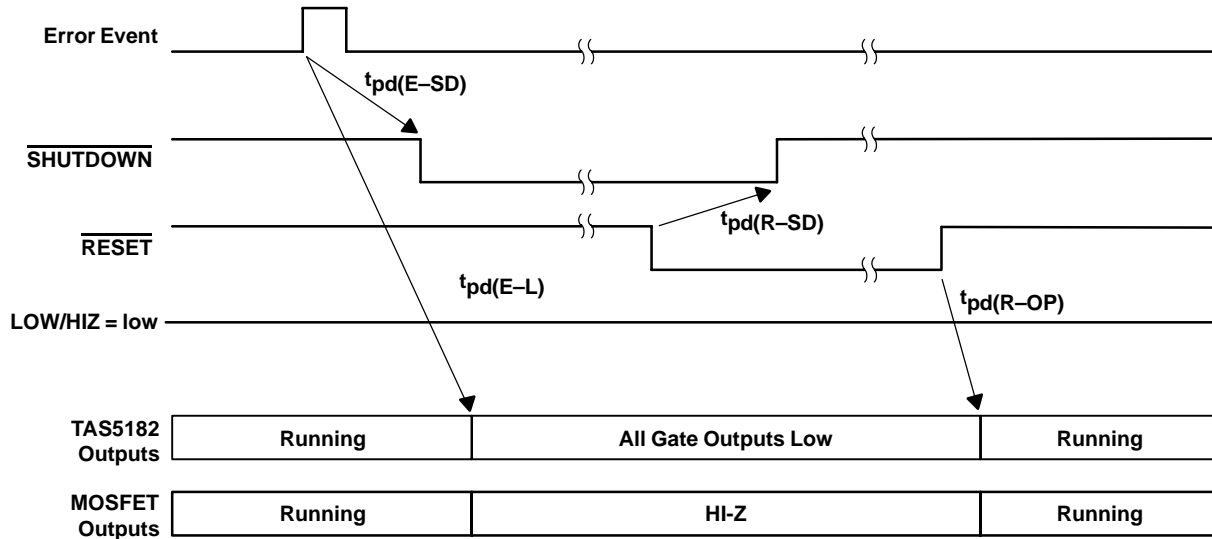 Error Event
tpd(E–SD)
SHUTDOWN
tpd(R–SD)
RESET
tpd(E–L)
tpd(R–OP)
LOW/HIZ = low
TAS5182
Outputs
Running
All Gate Outputs Low
Running
MOSFET
Outputs
Running
HI-Z
Running